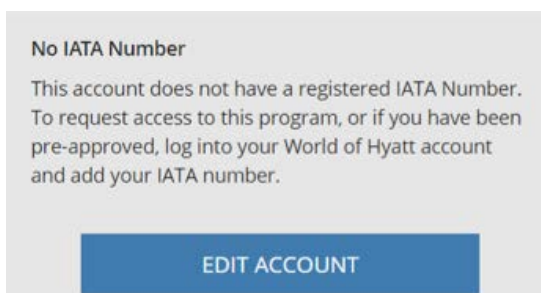 No IATA Number
This account does not have a registered IATA Number.
To request access to this program, or if you have been
pre-approved, log into your World of Hyatt account
and add your IATA number.
EDIT ACCOUNT